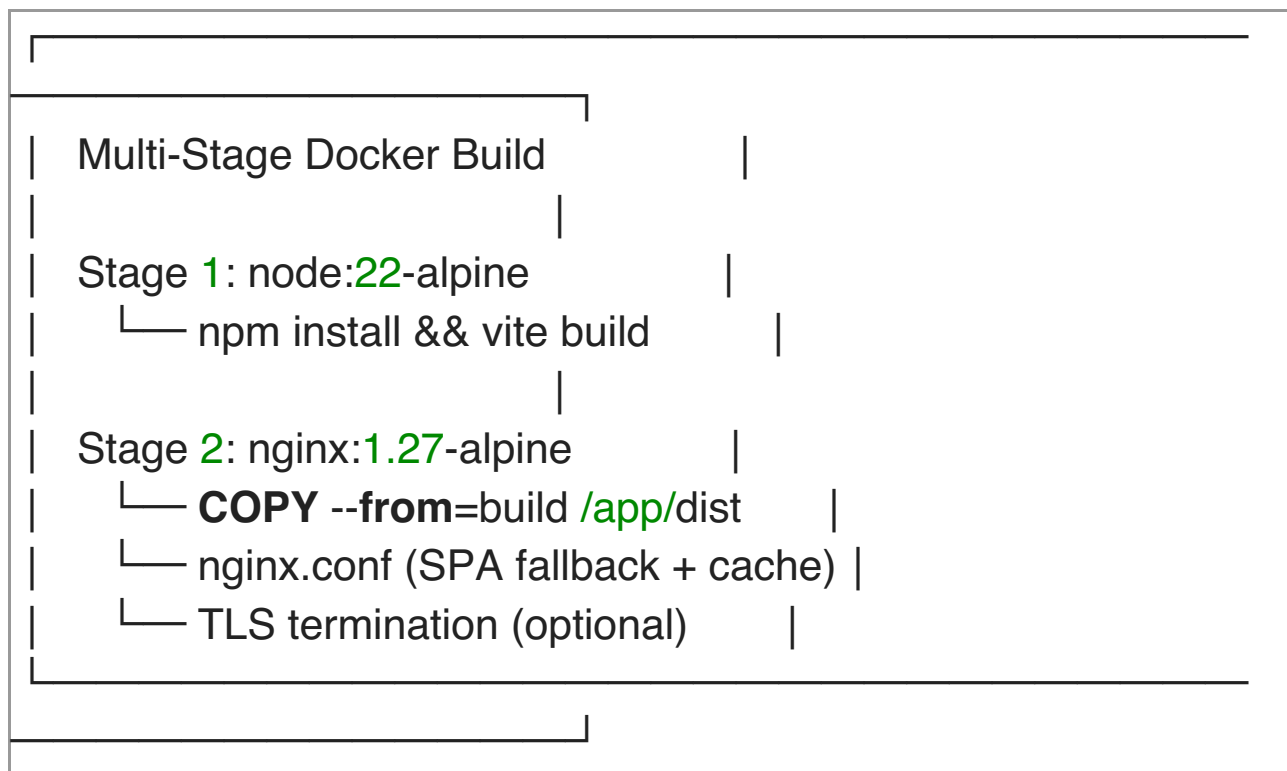 Multi-Stage Docker Build
Stage 1: node:22-alpine
└── npm install && vite build
Stage 2: nginx:1.27-alpine
└── COPY --from=build /app/dist
└── nginx.conf (SPA fallback + cache)
└── TLS termination (optional)